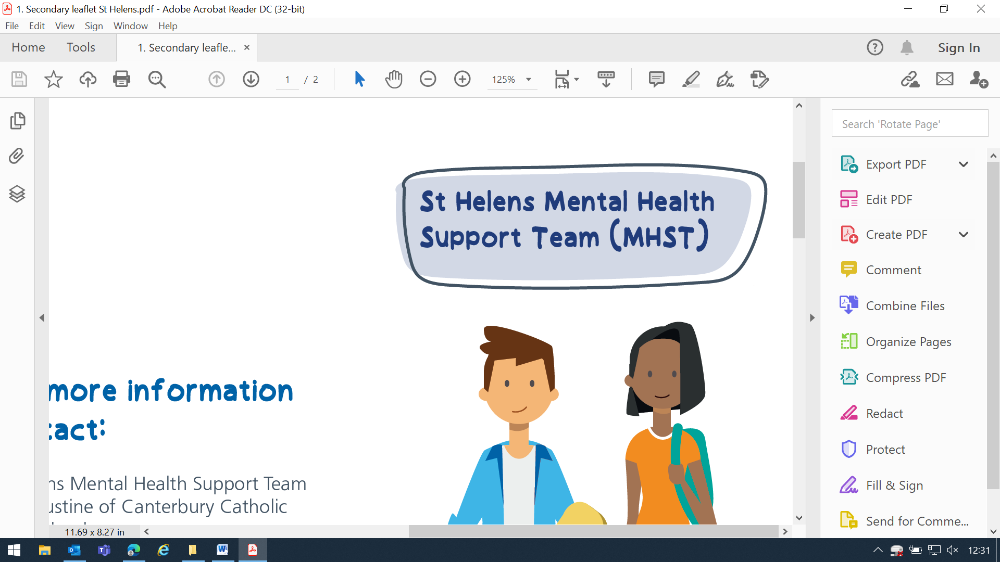 1. Secondary leaflet St Helens.pdf - Adobe Acrobat Reader DC (32-bit)
File Edit View Sign Window Help
Home Tools 1. Secondary leafle... Sign In
1 / 2 125%
Search 'Rotate Page'
Export PDF
Edit PDF
Create PDF
Comment
Combine Files
Organize Pages
Compress PDF
Redact
Protect
Fill & Sign
Send for Comme...
St Helens Mental Health
Support Team (MHST)
more information
tact:
ns Mental Health Support Team
ustine of Canterbury Catholic
11.69 x 8.27 in
12:31